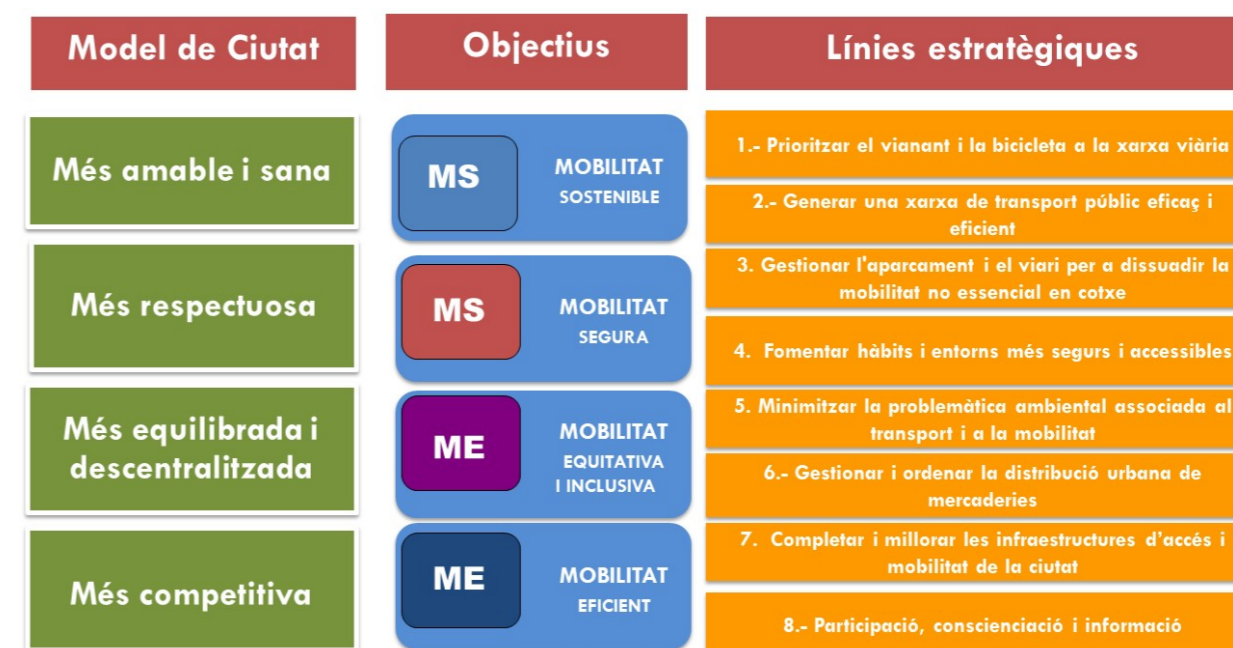 Model de Ciutat
Més amable i sana
Més respectuosa
Més equilibrada i
descentralitzada
Més competitiva
Objectius
MS
MOBILITAT
SOSTENIBLE
MS
MOBILITAT
SEGURA
ME
MOBILITAT
EQUITATIVA
I INCLUSIVA
ME
MOBILITAT
EFICIENT
Línies estratègiques
1.- Prioritzar el vianant i la bicicleta a la xarxa viària
2.- Generar una xarxa de transport públic eficaç i
eficient
3. Gestionar l'aparcament i el viari per a dissuadir la
mobilitat no essencial en cotxe
4. Fomentar hàbits i entorns més segurs i accessibles
5. Minimitzar la problemàtica ambiental associada al
transport i a la mobilitat
6.- Gestionar i ordenar la distribució urbana de
mercaderies
7. Completar i millorar les infraestructures d’accés i
mobilitat de la ciutat
8.- Participació, conscienciació i informació